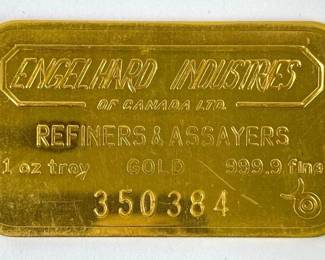 ENGELHARD INDUSTRIES
OF CANADA LTD.
REFINERS & ASSAYERS
1 oz troy GOLD 999.9 fine
350384